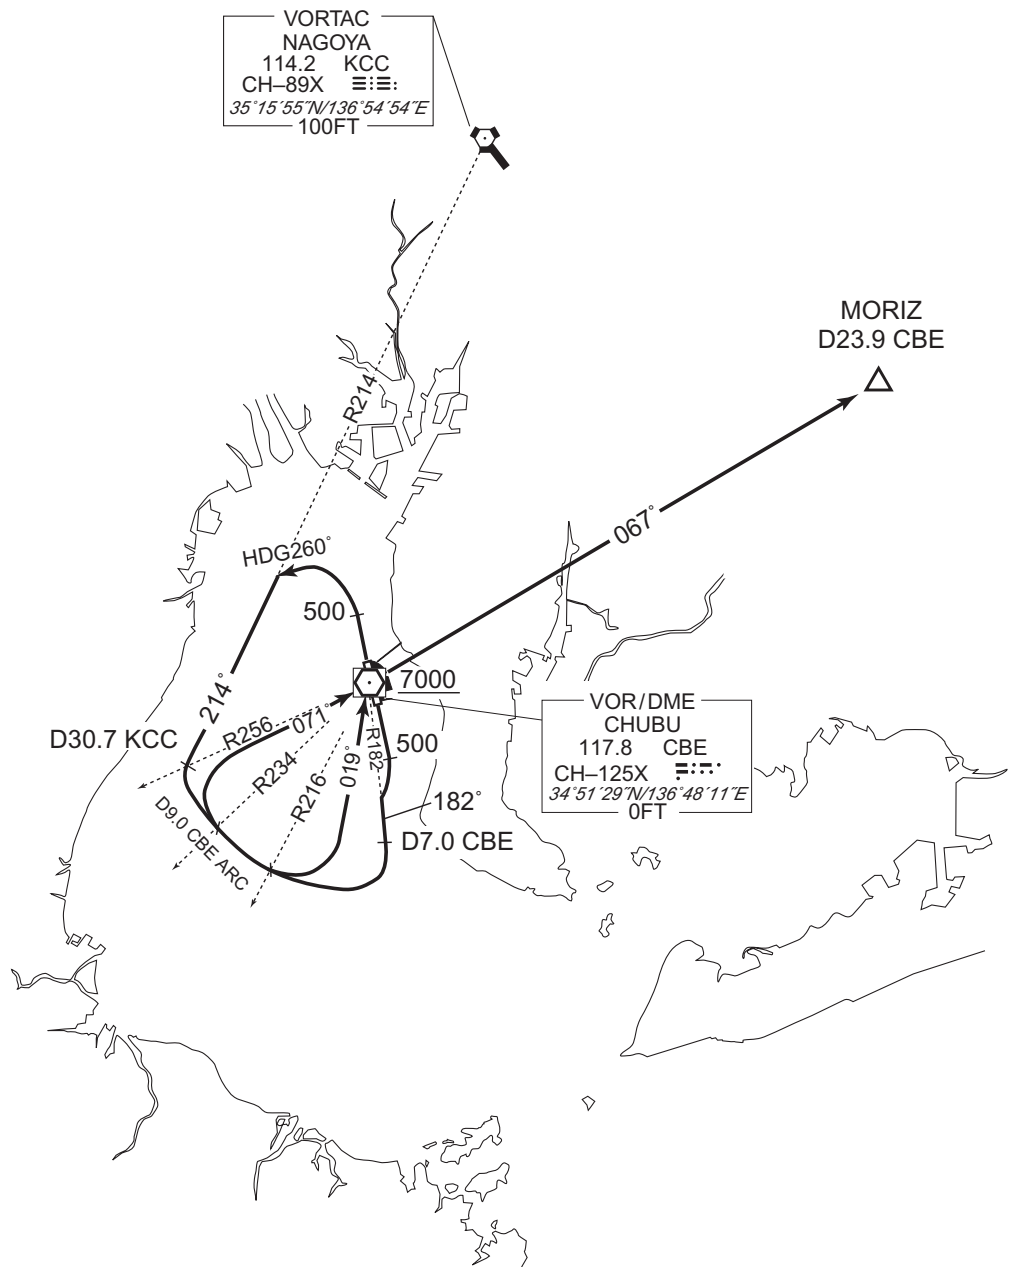 VORTAC
NAGOYA
114.2 KCC
CH–89X
35°15´55˝N/136°54´54˝E
100FT
MORIZ
D23.9 CBE
R214
067°
HDG260°
500
7000
214°
D30.7 KCC
R256
071°
R234
R216
019°
R182
500
182°
D7.0 CBE
D9.0 CBE ARC
VOR/DME
CHUBU
117.8 CBE
CH–125X
34°51´29˝N/136°48´11˝E
0FT